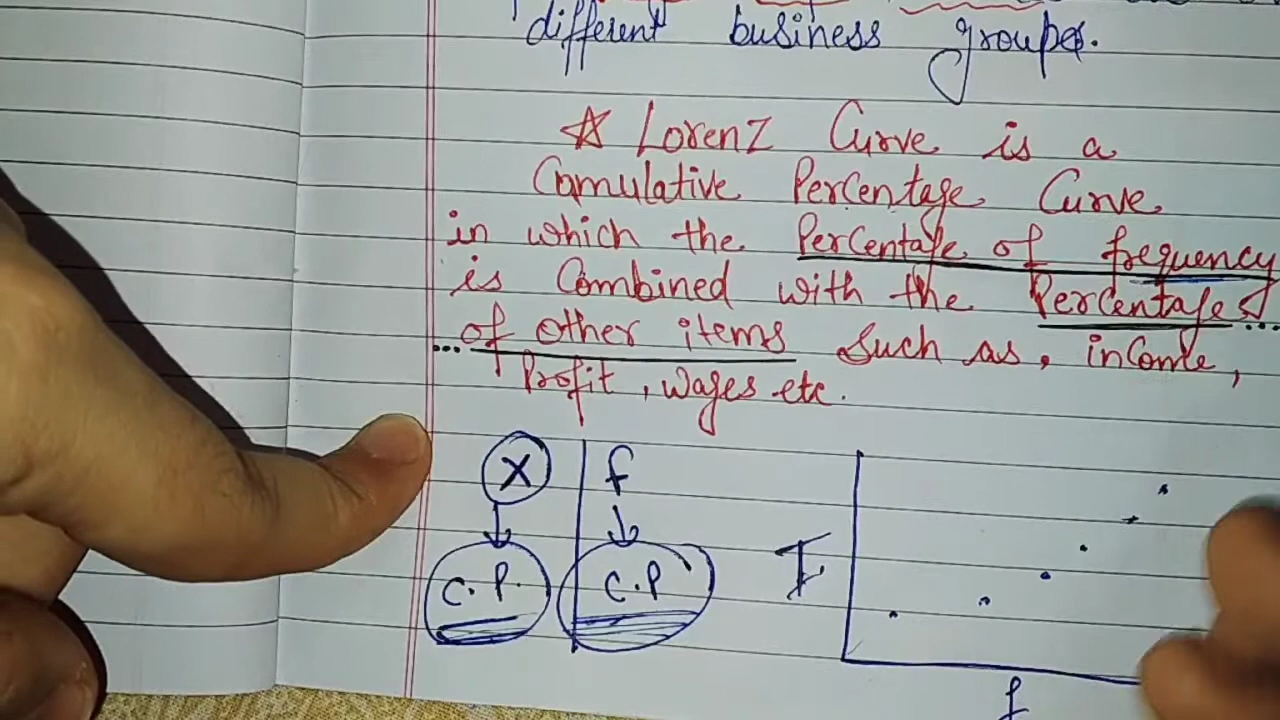 different business groups.
☆ Lorenz Curve is a
Comulative Percentage Curve
in which the Percentage of frequency
is Combined with the Percentages...
...of other items Such as, inCome,
Profit, wages etc.
X f
C.P. C.P
I
f